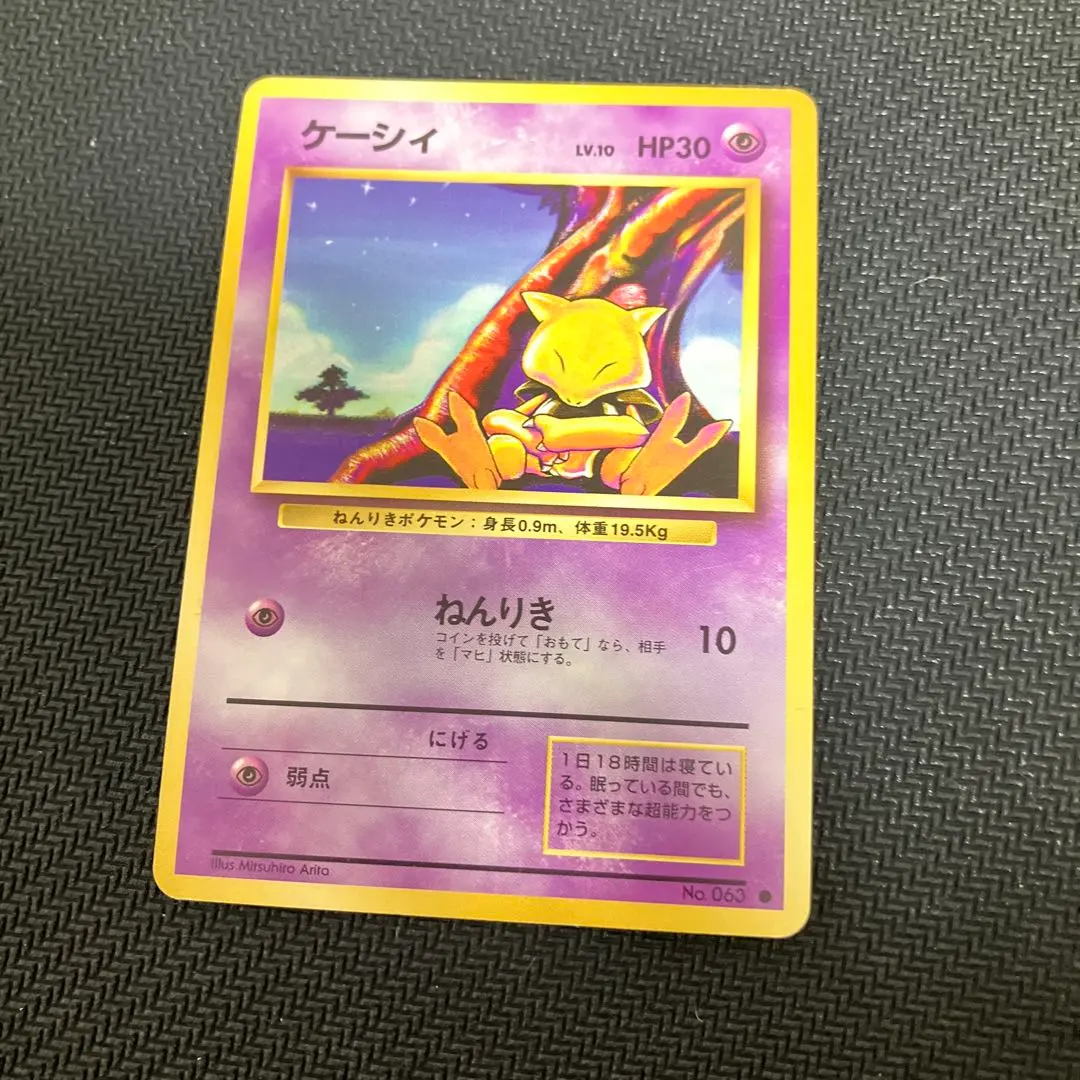 ケーシィ LV.10 HP30
ねんりきポケモン：身長0.9m、体重19.5Kg
ねんりき 10
コインを投げて「おもて」なら、相手
を「マヒ」状態にする。
にげる
弱点
1日18時間は寝てい
る。眠っている間でも、
さまざまな超能力をつ
かう。
Illus. Mitsuhiro Arita
No. 063